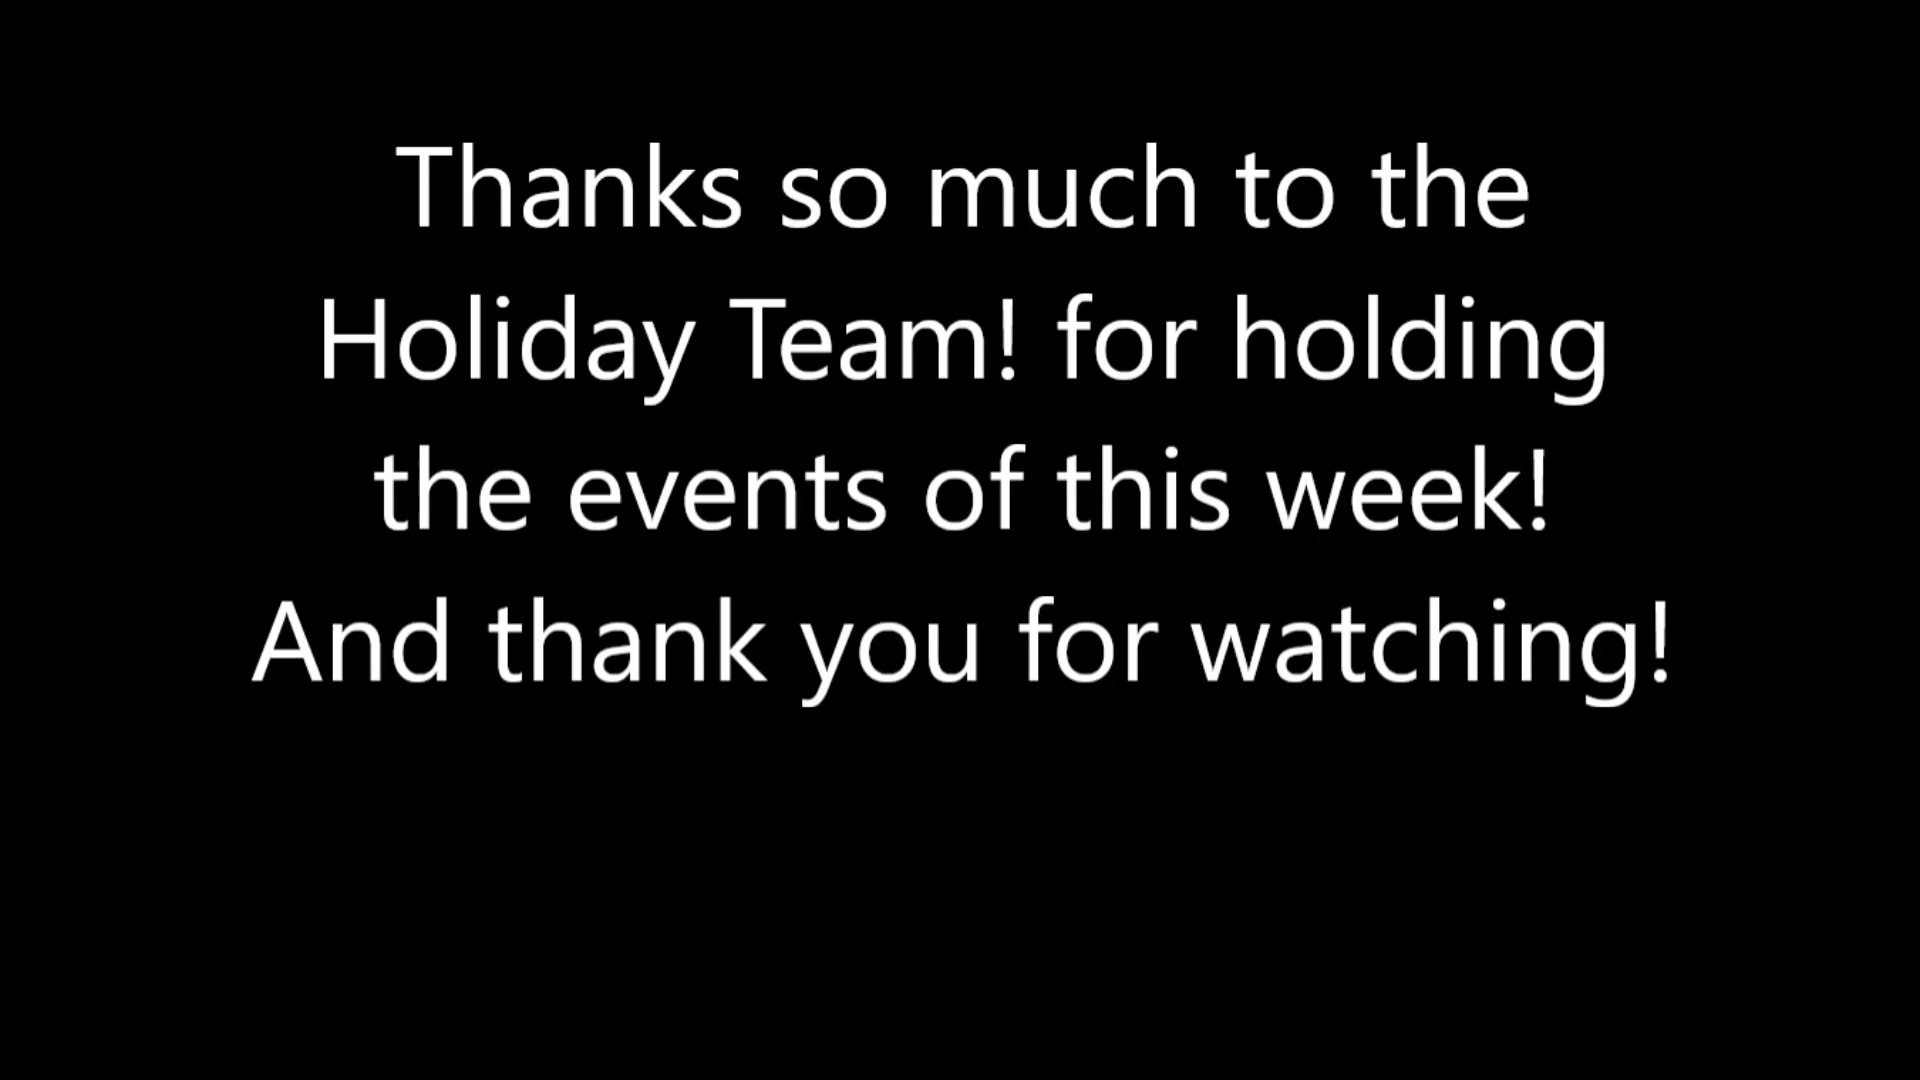 Thanks so much to the
Holiday Team! for holding
the events of this week!
And thank you for watching!